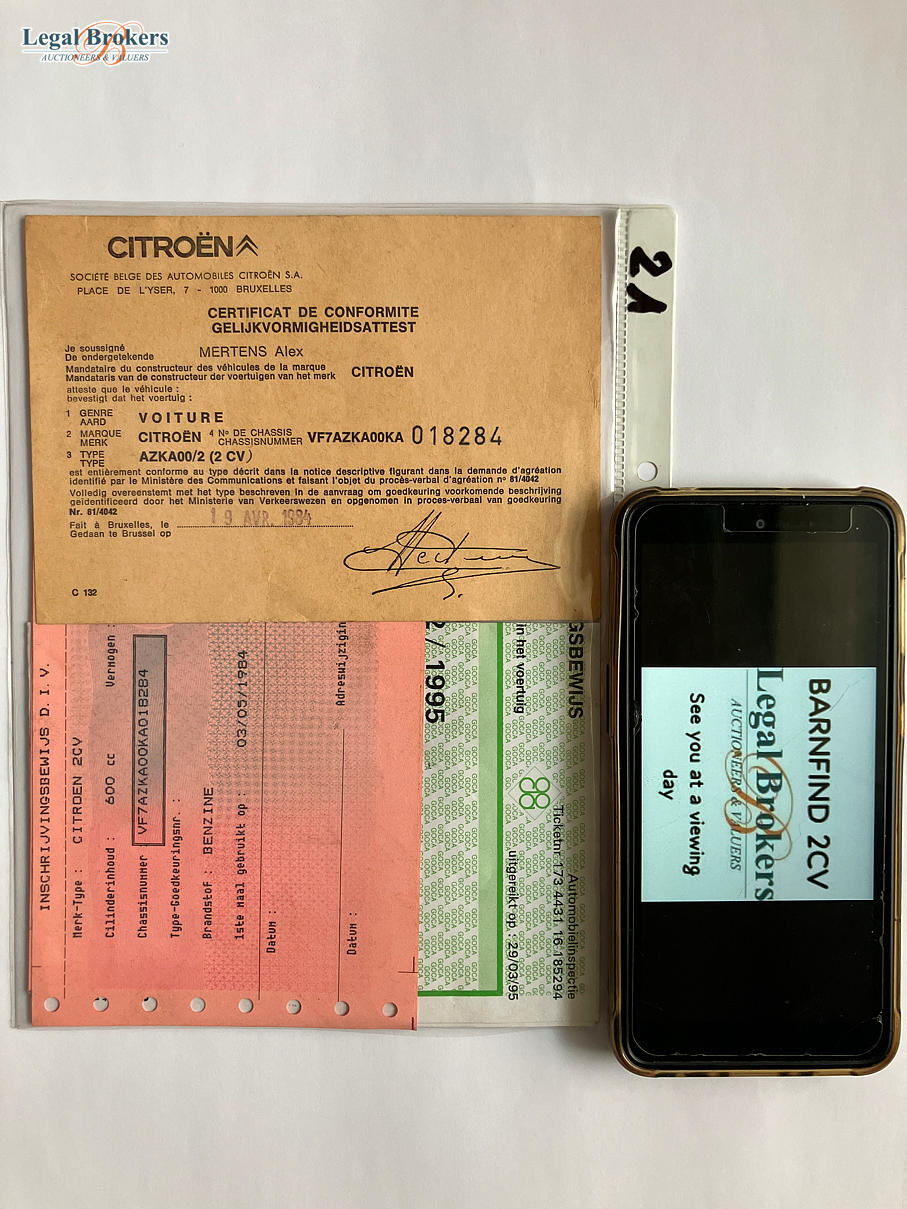 Legal Brokers
AUCTIONEERS & VALUERS
21
CITROËN
SOCIÉTÉ BELGE DES AUTOMOBILES CITROËN S.A.
PLACE DE L'YSER, 7 - 1000 BRUXELLES
CERTIFICAT DE CONFORMITE
GELIJKVORMIGHEIDSATTEST
Je soussigné
De ondergetekende MERTENS Alex
Mandataire du constructeur des véhicules de la marque
Mandataris van de constructeur der voertuigen van het merk CITROËN
atteste que le véhicule :
bevestigt dat het voertuig :
1 GENRE
AARD VOITURE
2 MARQUE
MERK CITROËN 4 No DE CHASSIS
CHASSISNUMMER VF7AZKA00KA 018284
3 TYPE
TYPE AZKA00/2 (2 CV)
est entièrement conforme au type décrit dans la notice descriptive figurant dans la demande d'agréation
identifié par le Ministère des Communications et faisant l'objet du procès-verbal d'agréation no 81/4042
Volledig overeenstemt met het type beschreven in de aanvraag om goedkeuring voorkomende beschrijving
geïdentificeerd door het Ministerie van Verkeerswezen en opgenomen in proces-verbaal van goedkeuring
Nr. 81/4042
Fait à Bruxelles, le
Gedaan te Brussel op 19 AVR. 1984
C 132
INSCHRIJVINGSBEWIJS D.I.V.
Merk-Type : CITROEN 2CV
Cilinderinhoud : 600 cc Vermogen :
Chassisnummer VF7AZKA00KA018284
Type-Goedkeuringsnr. :
Brandstof : BENZINE
1ste maal gebruikt op : 03/05/1984
Datum :
Datum : Adreswijzigin
GSBEWIJS
in het voertuig
2/1995
GOCA
Automobielinspectie
Ticketnr 173 4431 16 185294
uitgereikt op : 29/03/95
BARNFIND 2CV
Legal Brokers
AUCTIONEERS & VALUERS
See you at a viewing
day